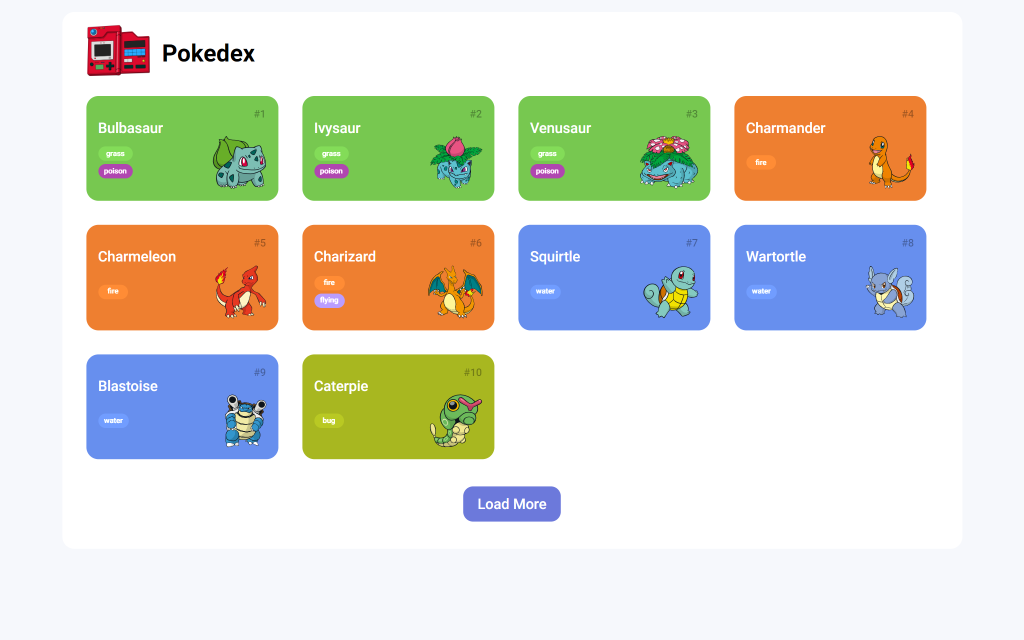 Pokedex
#1
Bulbasaur
grass
poison
#2
Ivysaur
grass
poison
#3
Venusaur
grass
poison
#4
Charmander
fire
#5
Charmeleon
fire
#6
Charizard
fire
flying
#7
Squirtle
water
#8
Wartortle
water
#9
Blastoise
water
#10
Caterpie
bug
Load More